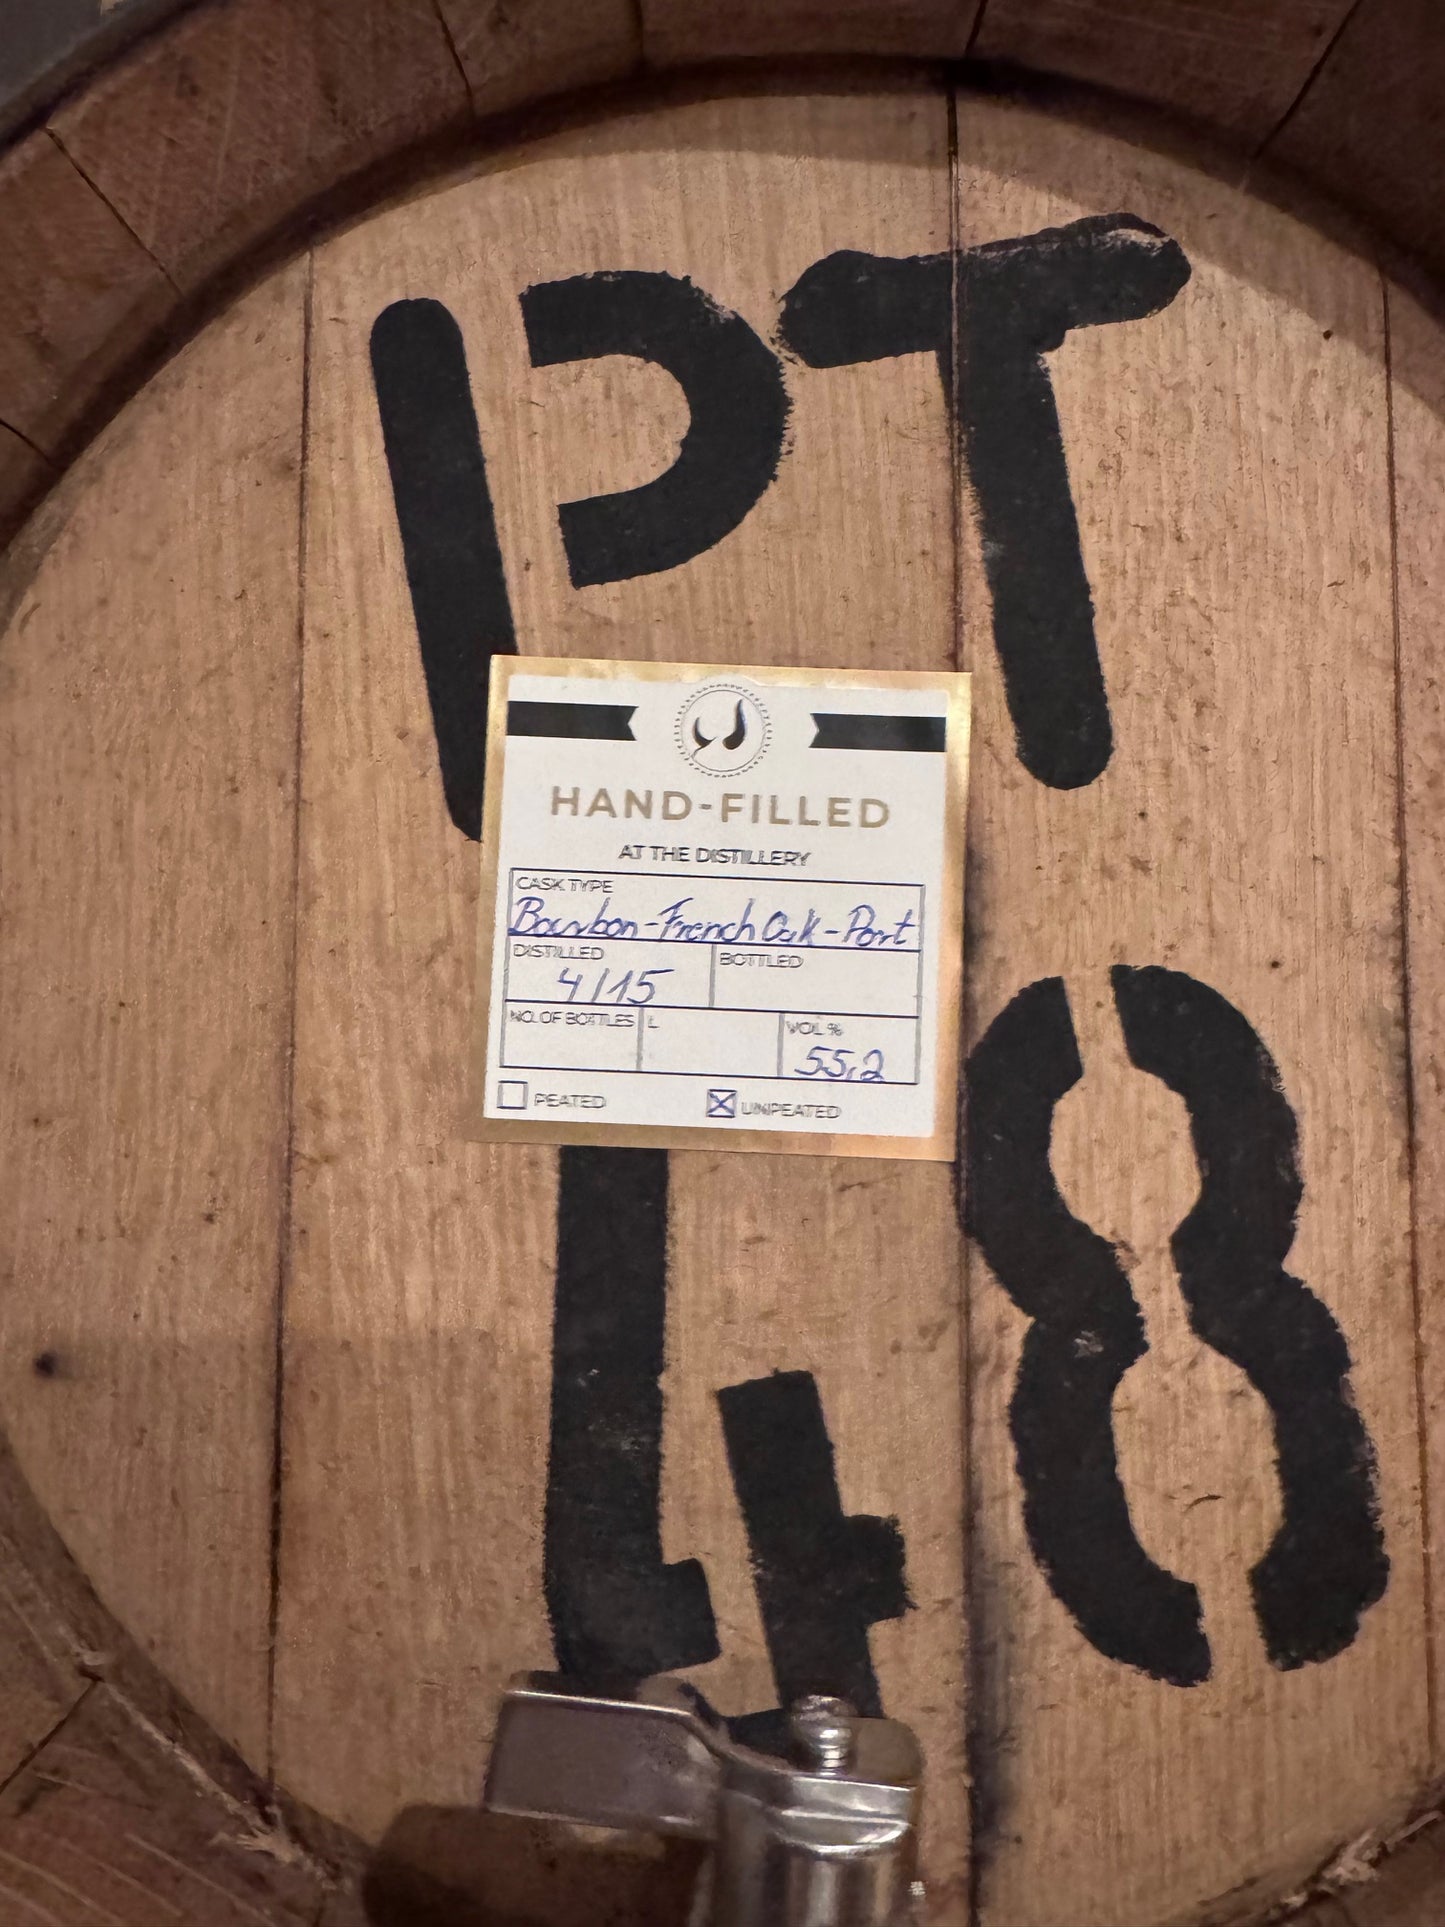 PT
HAND-FILLED
AT THE DISTILLERY
CASK TYPE
Bourbon-French Oak-Port
DISTILLED BOTTLED
4/15
NO. OF BOTTLES L VOL %
55,2
PEATED UNPEATED
48